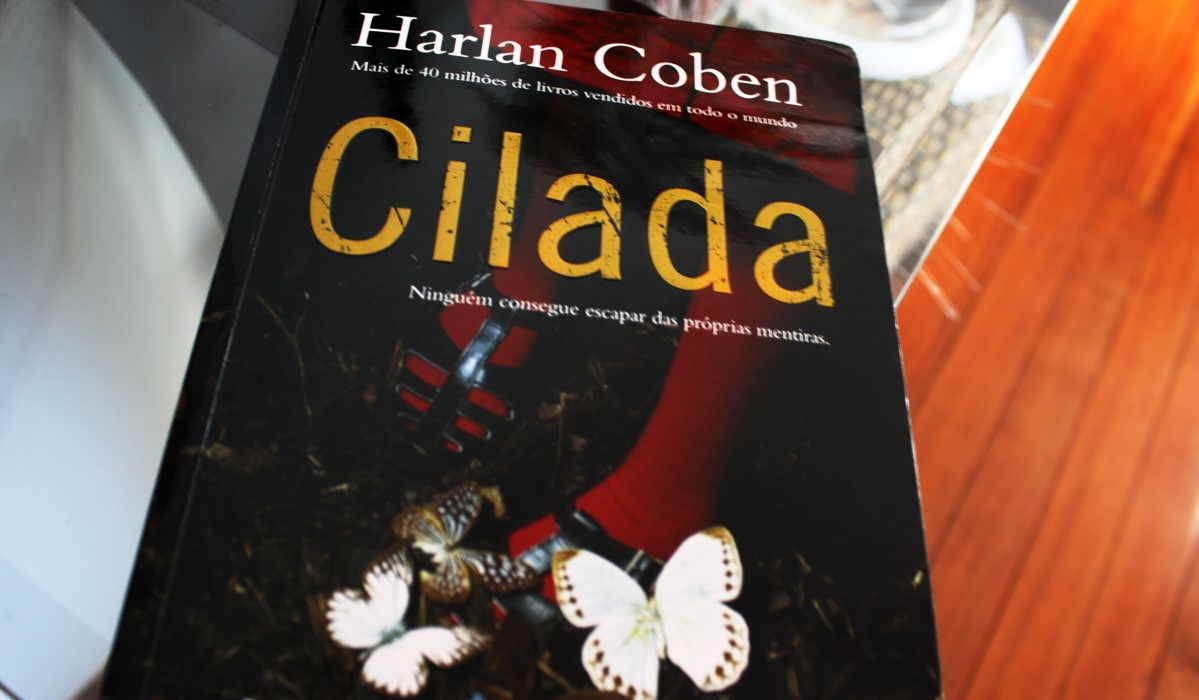 Harlan Coben
Mais de 40 milhões de livros vendidos em todo o mundo
Cilada
Ninguém consegue escapar das próprias mentiras.